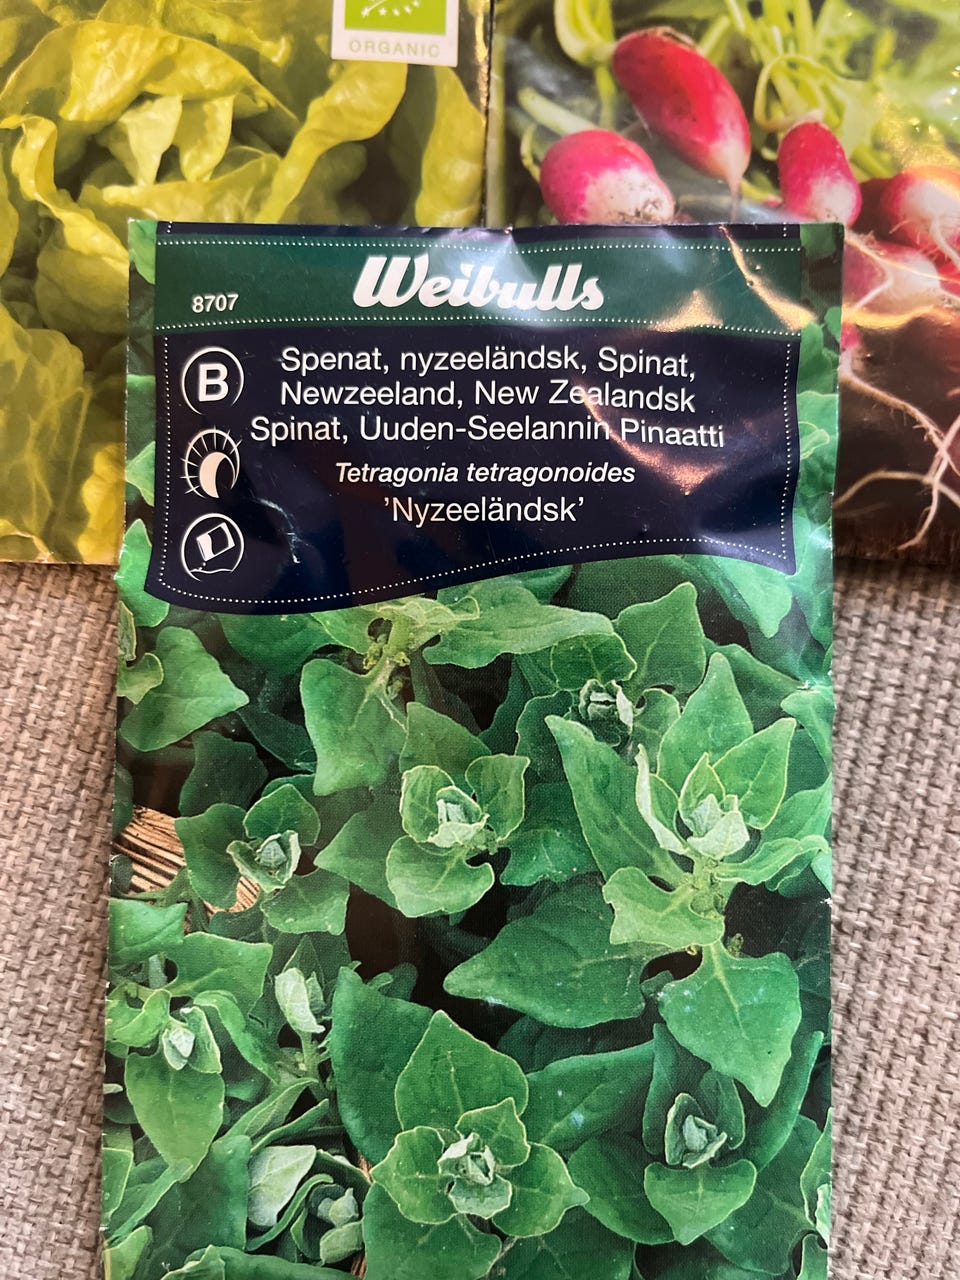 ORGANIC
Weibulls
8707
B
Spenat, nyzeeländsk, Spinat,
Newzeeland, New Zealandsk
Spinat, Uuden-Seelannin Pinaatti
Tetragonia tetragonoides
'Nyzeeländsk'